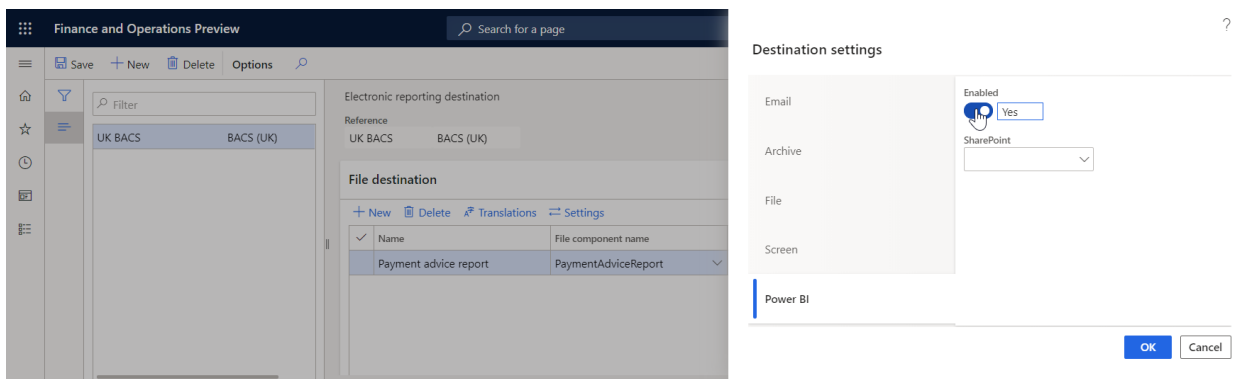 Finance and Operations Preview
Search for a page
Save New Delete Options
Filter
UK BACS BACS (UK)
Electronic reporting destination
Reference
UK BACS BACS (UK)
File destination
New Delete Translations Settings
Name File component name
Payment advice report PaymentAdviceReport
?
Destination settings
Email
Archive
File
Screen
Power BI
Enabled
Yes
SharePoint
OK Cancel